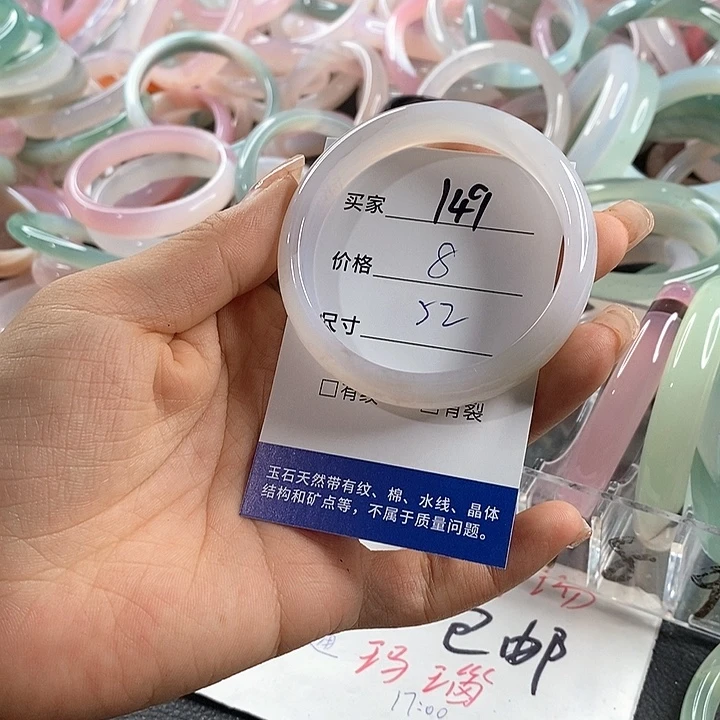 买家 149
价格 8
尺寸 52
□有纹 □有裂
玉石天然带有纹、棉、水线、晶体
结构和矿点等，不属于质量问题。
包邮
玛瑙
17:00